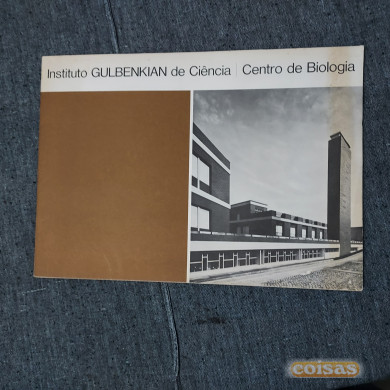 Instituto GULBENKIAN de Ciência | Centro de Biologia
coisas